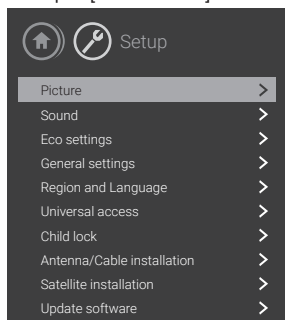 Setup
Picture
Sound
Eco settings
General settings
Region and Language
Universal access
Child lock
Antenna/Cable installation
Satellite installation
Update software